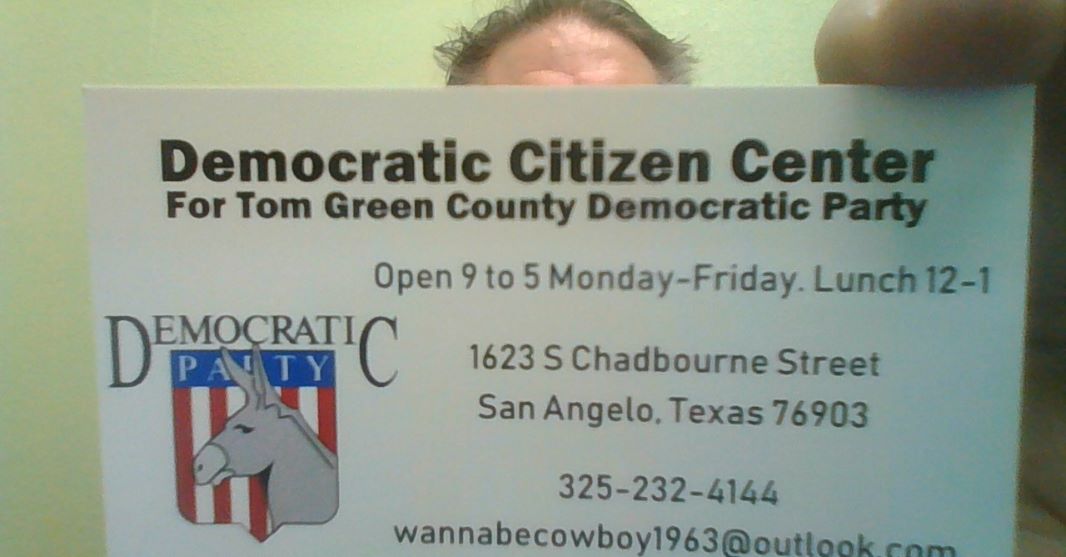 Democratic Citizen Center
For Tom Green County Democratic Party
Open 9 to 5 Monday-Friday. Lunch 12-1
DEMOCRATIC
PARTY
1623 S Chadbourne Street
San Angelo, Texas 76903
325-232-4144
wannabecowboy1963@outlook.com